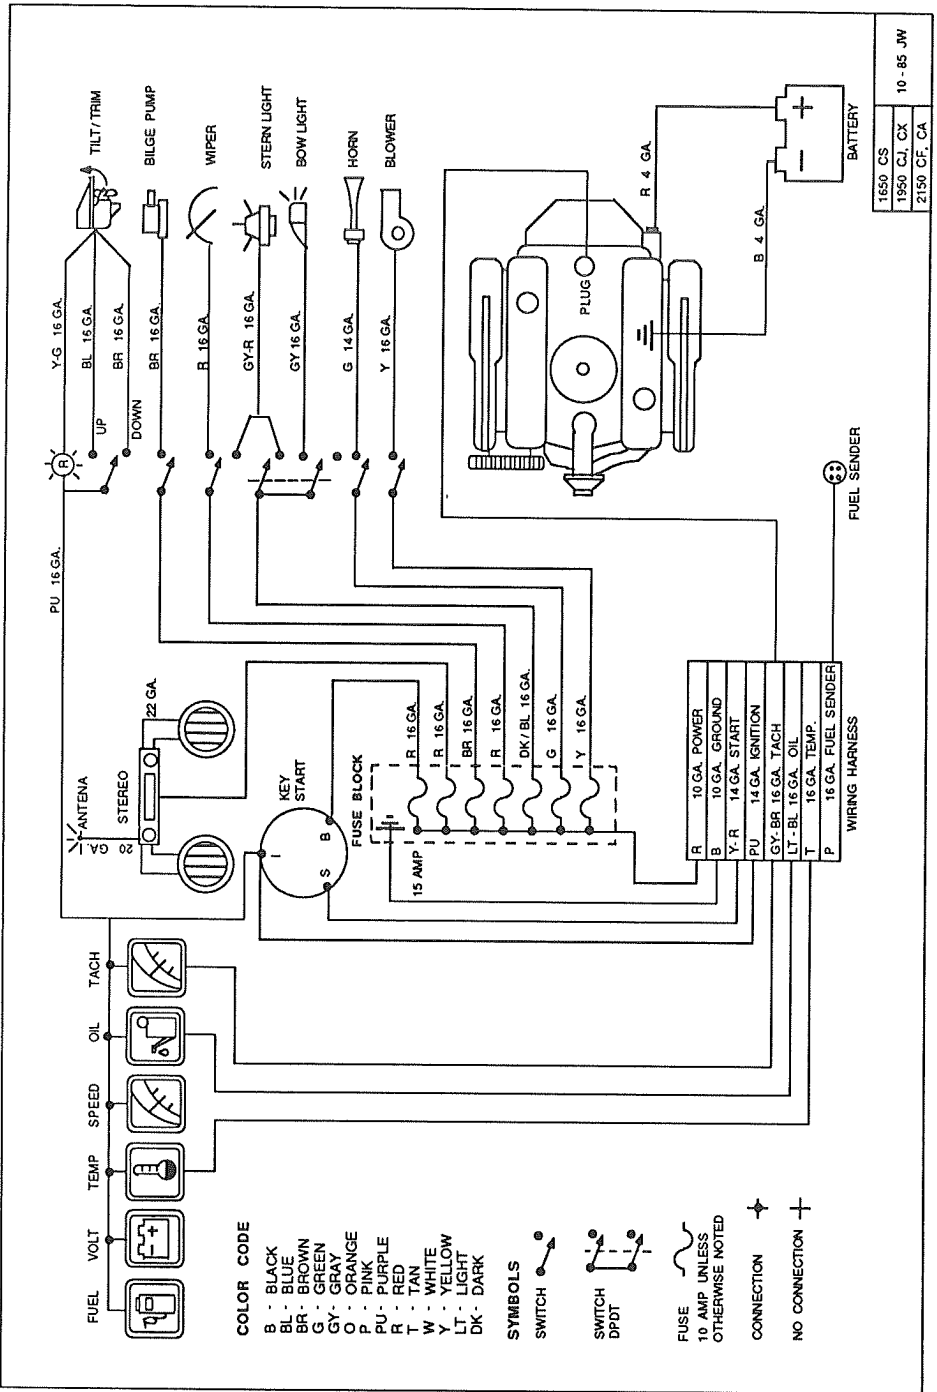 FUEL
VOLT
TEMP
SPEED
OIL
TACH
ANTENA
20 GA.
STEREO
22 GA.
PU 16 GA.
R
UP
DOWN
Y-G 16 GA.
BL 16 GA.
BR 16 GA.
BR 16 GA.
R 16 GA.
GY-R 16 GA.
GY 16 GA.
G 14GA.
Y 16 GA.
TILT/TRIM
BILGE PUMP
WIPER
STERN LIGHT
BOW LIGHT
HORN
BLOWER
KEY
START
I
B
S
FUSE BLOCK
15 AMP
R 16 GA.
R 16 GA.
BR 16 GA.
R 16 GA.
DK/BL 16 GA.
G 16 GA.
Y 16 GA.
PLUG
R 4 GA.
B 4 GA.
+
-
BATTERY
FUEL SENDER
R 10 GA. POWER
B 10 GA. GROUND
Y-R 14 GA. START
PU 14 GA. IGNITION
GY-BR 16 GA. TACH
LT-BL 16 GA. OIL
T 16 GA. TEMP.
P 16 GA. FUEL SENDER
WIRING HARNESS
COLOR CODE
B - BLACK
BL - BLUE
BR - BROWN
G - GREEN
GY - GRAY
O - ORANGE
P - PINK
PU - PURPLE
R - RED
T - TAN
W - WHITE
Y - YELLOW
LT - LIGHT
DK - DARK
SYMBOLS
SWITCH
SWITCH
DPDT
FUSE
10 AMP UNLESS
OTHERWISE NOTED
CONNECTION
NO CONNECTION
1650 CS
1950 CJ, CX
2150 CF, CA
10-85 JW